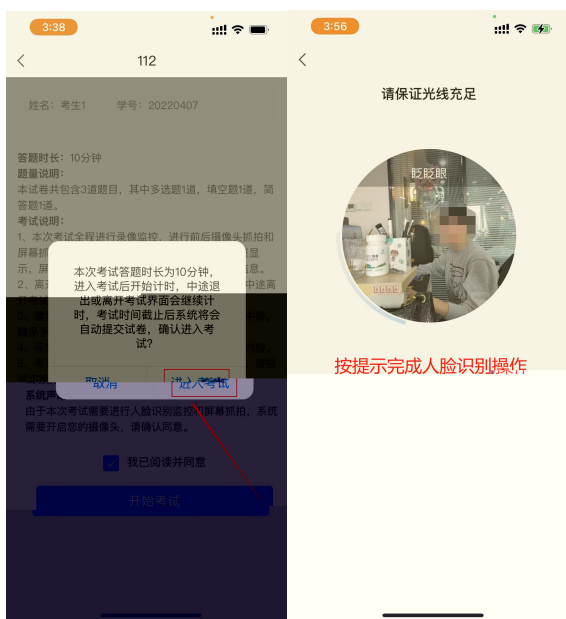 3:38
112
姓名：考生1 学号：20220407
答题时长：10分钟
题量说明：
本试卷共包含3道题目，其中多选题1道，填空题1道，简
答题1道。
考试说明：
1、本次考试全程进行录像监控，进行前后摄像头抓拍和
本次考试答题时长为10分钟，
进入考试后开始计时，中途退
出或离开考试界面会继续计
时，考试时间截止后系统将会
自动提交试卷，确认进入考
试？
取消 进入考试
由于本次考试需要进行人脸识别监控和屏幕抓拍，系统
需要开启您的摄像头，请确认同意。
我已阅读并同意
开始考试
3:56
请保证光线充足
眨眨眼
按提示完成人脸识别操作